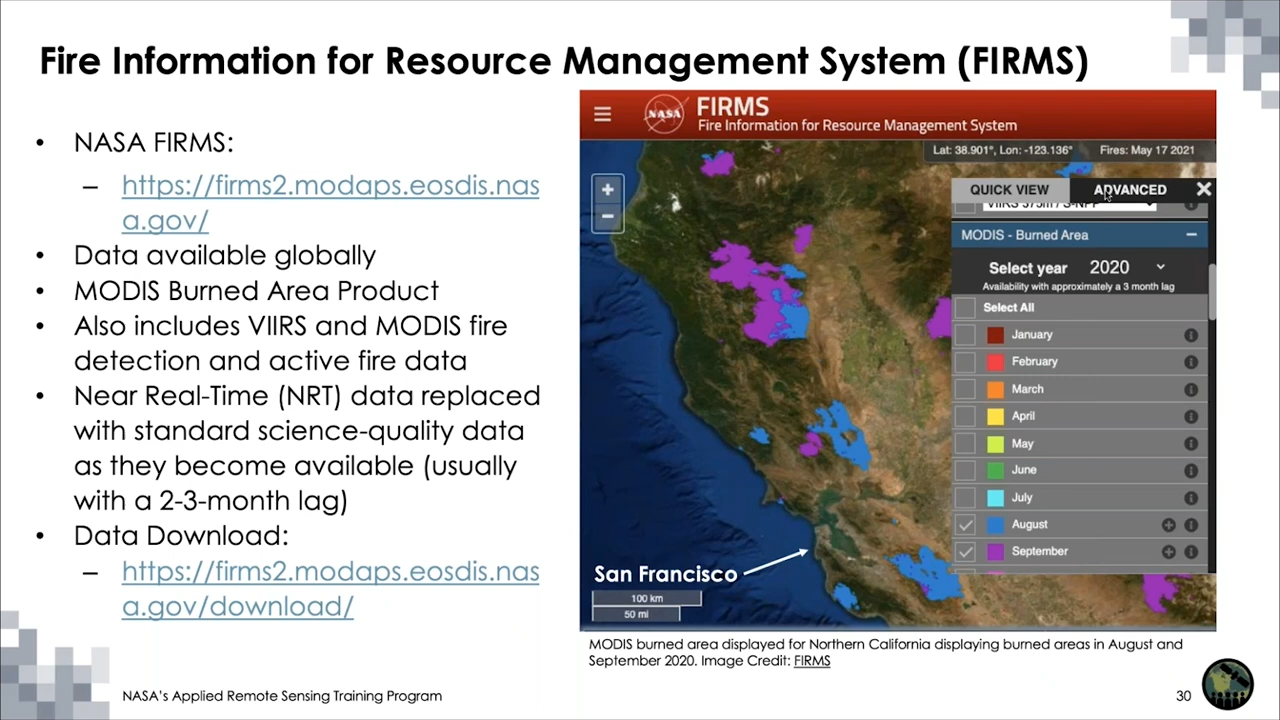 Fire Information for Resource Management System (FIRMS)
• NASA FIRMS:
– https://firms2.modaps.eosdis.nas
a.gov/
• Data available globally
• MODIS Burned Area Product
• Also includes VIIRS and MODIS fire
detection and active fire data
• Near Real-Time (NRT) data replaced
with standard science-quality data
as they become available (usually
with a 2-3-month lag)
• Data Download:
– https://firms2.modaps.eosdis.nas
a.gov/download/
NASA
FIRMS
Fire Information for Resource Management System
Lat: 38.901°, Lon: -123.136° Fires: May 17 2021
+
−
QUICK VIEW ADVANCED
VIIRS 375m / S-NPP
MODIS - Burned Area
Select year 2020
Availability with approximately a 3 month lag
Select All
January
February
March
April
May
June
July
August
September
San Francisco
100 km
50 mi
MODIS burned area displayed for Northern California displaying burned areas in August and
September 2020. Image Credit: FIRMS
NASA's Applied Remote Sensing Training Program
30